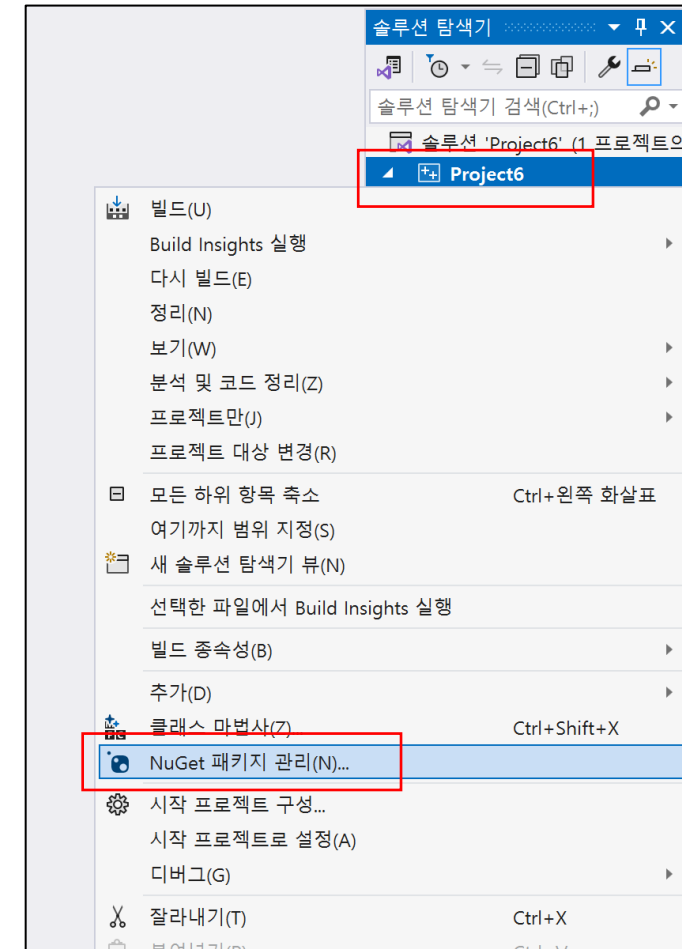 솔루션 탐색기
솔루션 탐색기 검색(Ctrl+;)
솔루션 'Project6' (1 프로젝트의
Project6
빌드(U)
Build Insights 실행
다시 빌드(E)
정리(N)
보기(W)
분석 및 코드 정리(Z)
프로젝트만(J)
프로젝트 대상 변경(R)
모든 하위 항목 축소 Ctrl+왼쪽 화살표
여기까지 범위 지정(S)
새 솔루션 탐색기 뷰(N)
선택한 파일에서 Build Insights 실행
빌드 종속성(B)
추가(D)
클래스 마법사(Z)... Ctrl+Shift+X
NuGet 패키지 관리(N)...
시작 프로젝트 구성...
시작 프로젝트로 설정(A)
디버그(G)
잘라내기(T) Ctrl+X